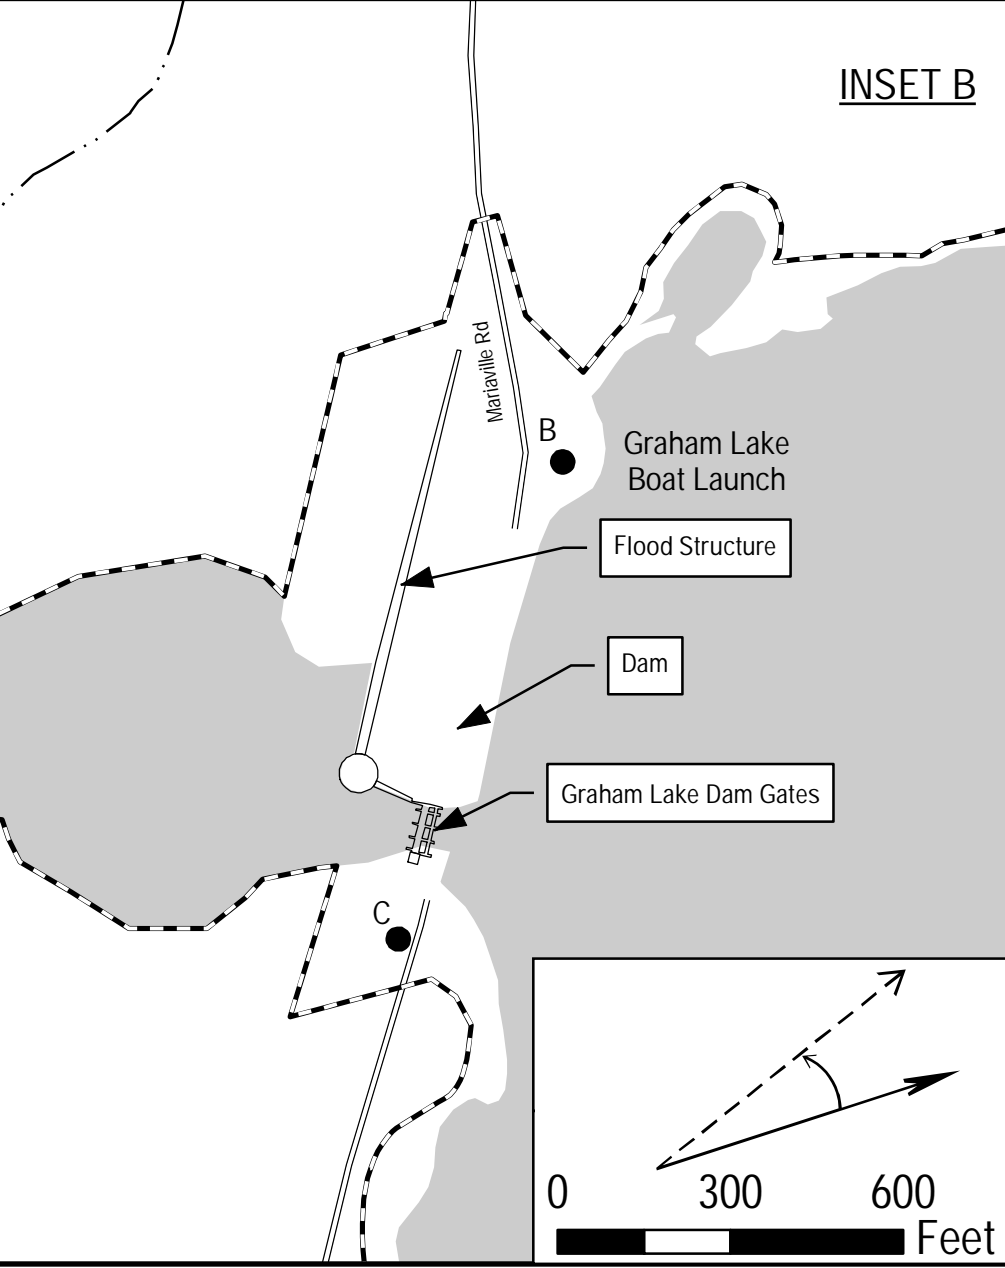 INSET B
Mariaville Rd
B
Graham Lake
Boat Launch
Flood Structure
Dam
Graham Lake Dam Gates
C
0 300 600
Feet